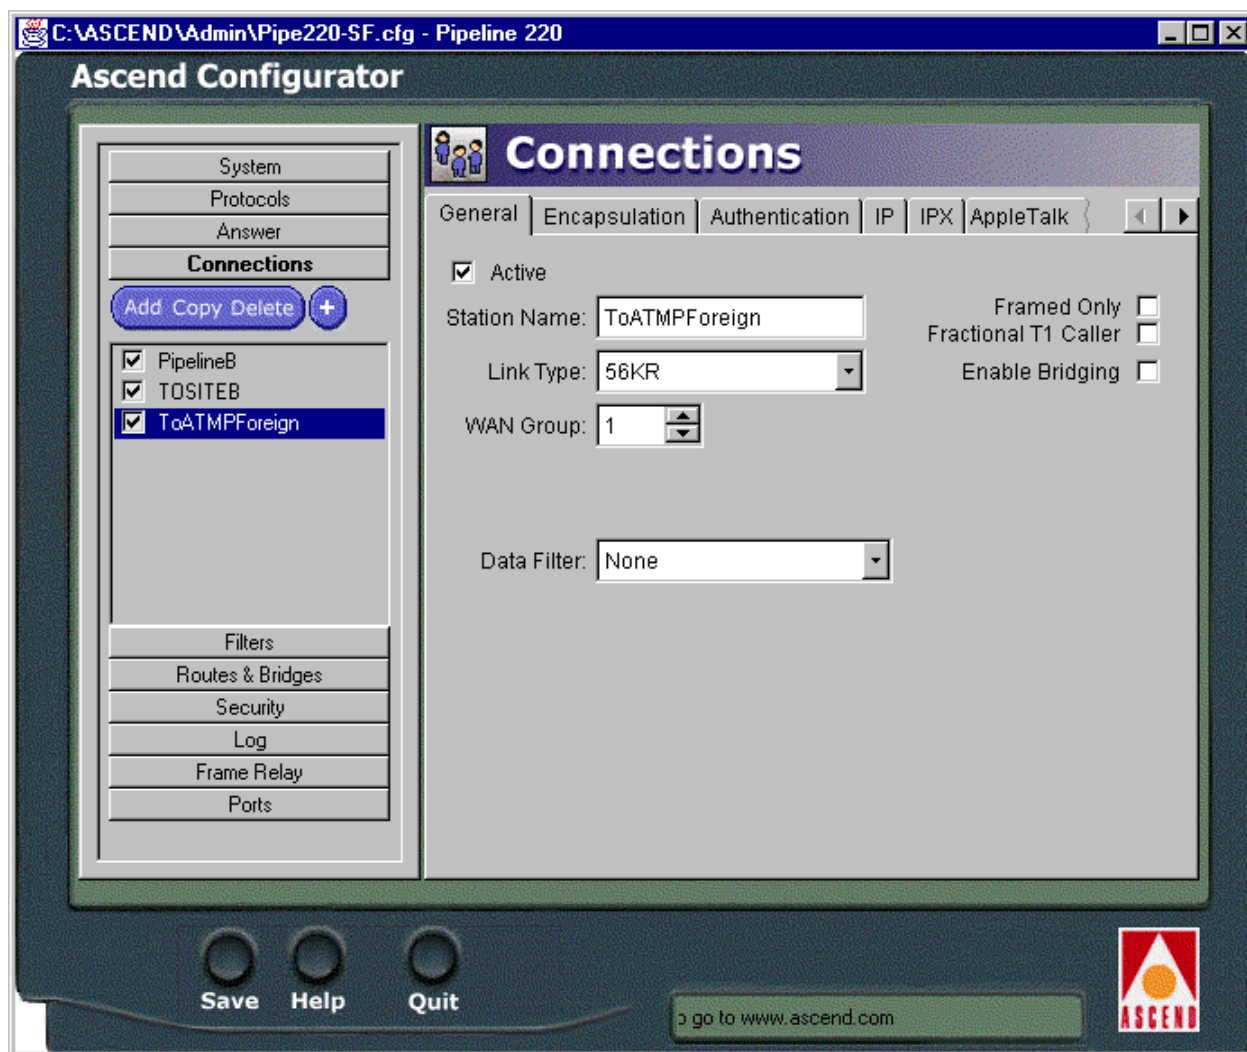 C:\ASCEND\Admin\Pipe220-SF.cfg - Pipeline 220
Ascend Configurator
System
Protocols
Answer
Connections
Add Copy Delete +
PipelineB
TOSITEB
ToATMPForeign
Filters
Routes & Bridges
Security
Log
Frame Relay
Ports
Connections
General Encapsulation Authentication IP IPX AppleTalk
Active
Station Name: ToATMPForeign
Framed Only
Fractional T1 Caller
Link Type: 56KR
Enable Bridging
WAN Group: 1
Data Filter: None
Save Help Quit
go to www.ascend.com
ASCEND